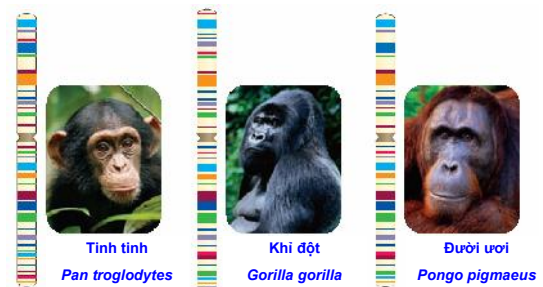 Tinh tinh
Pan troglodytes
Khỉ đột
Gorilla gorilla
Đười ươi
Pongo pigmaeus